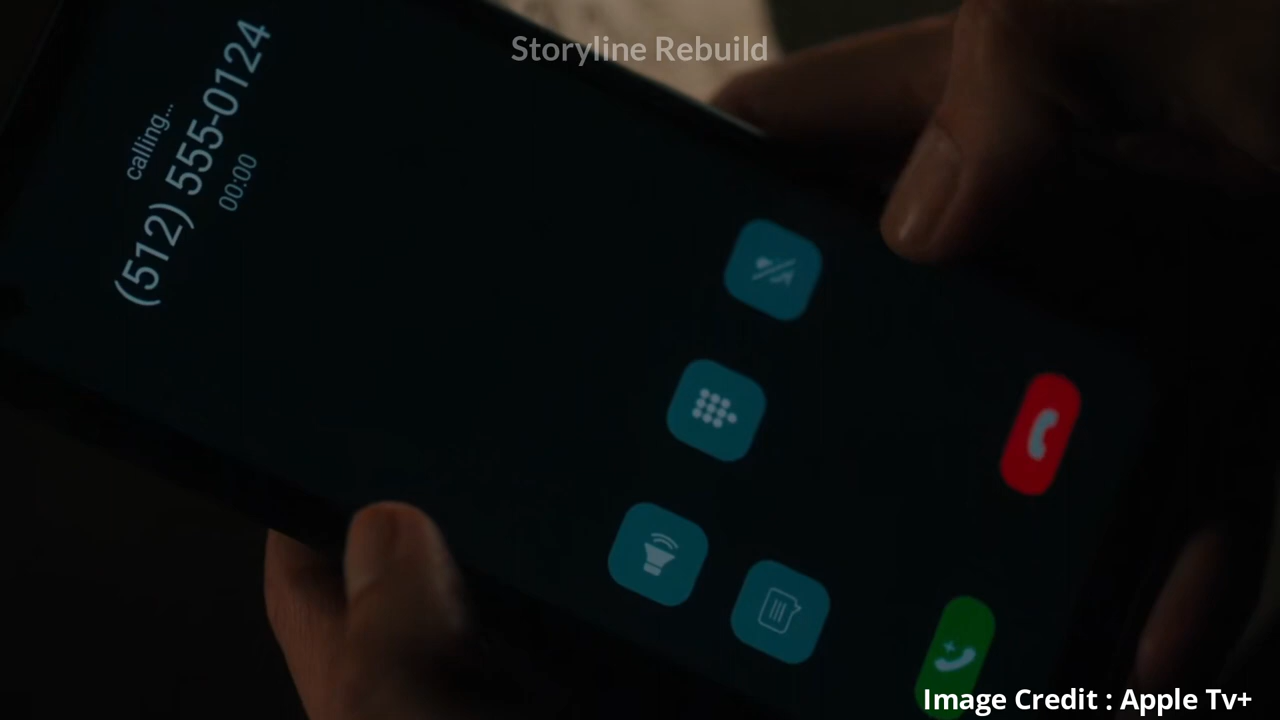 Storyline Rebuild
calling...
(512) 555-0124
00:00
Image Credit : Apple Tv+